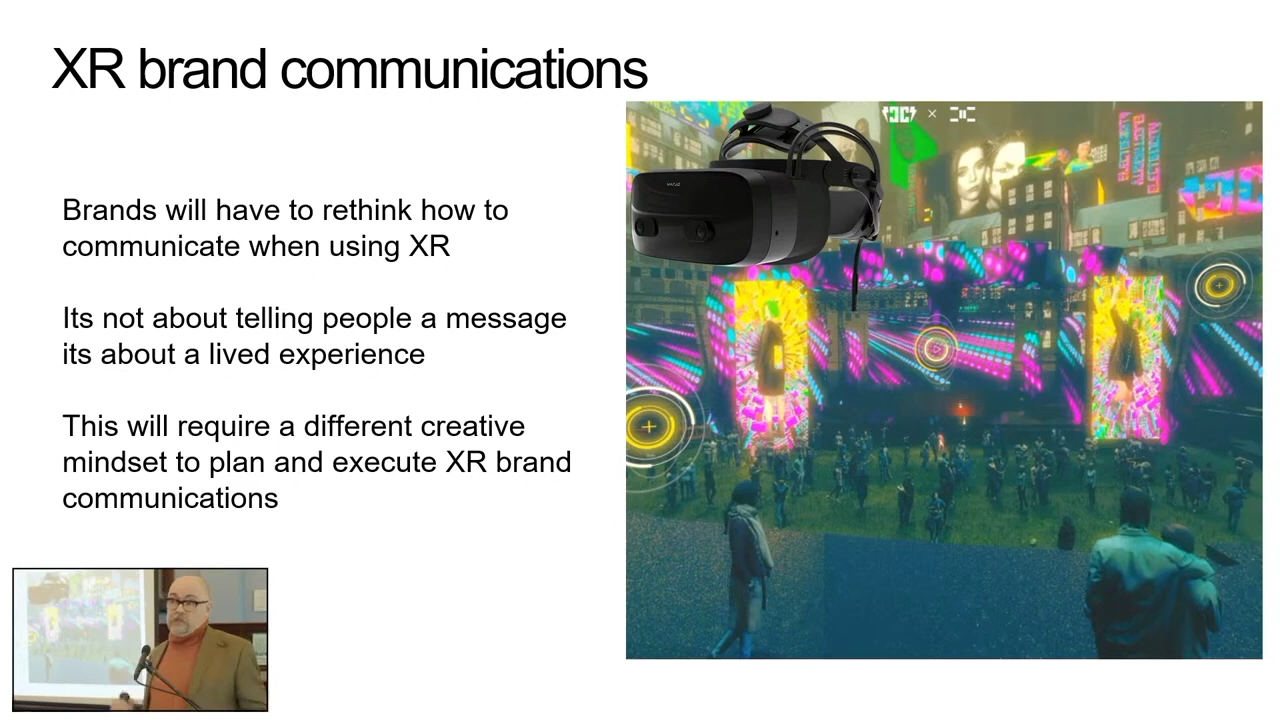 XR brand communications
Brands will have to rethink how to
communicate when using XR
Its not about telling people a message
its about a lived experience
This will require a different creative
mindset to plan and execute XR brand
communications